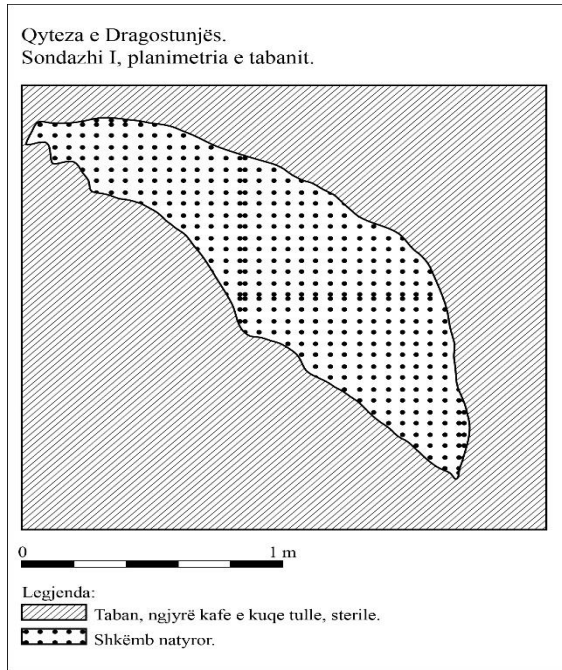 Qyteza e Dragostunjës.
Sondazhi I, planimetria e tabanit.
0 1 m
Legjenda:
Taban, ngjyrë kafe e kuqe tulle, sterile.
Shkëmb natyror.